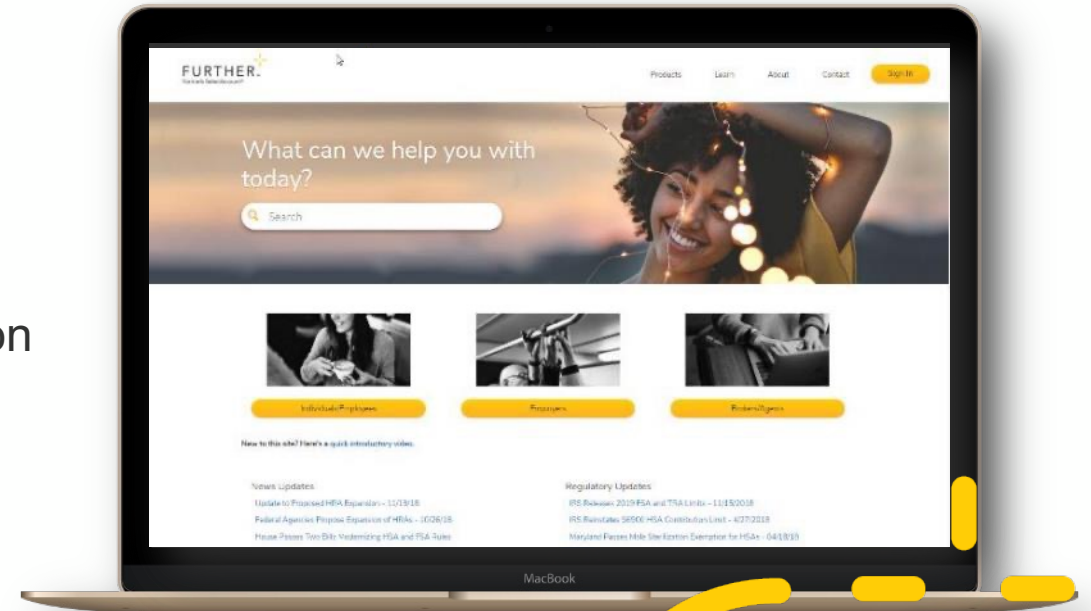 on
FURTHER.
Products Learn About Contact Sign In
What can we help you with
today?
Search
Individuals/Employees Employers Brokers/Agents
New to this site? Here's a quick introductory video.
News Updates Regulatory Updates
Update to Proposed HRA Expansion - 11/19/18 IRS Releases 2019 FSA and TRA Limits - 11/15/2018
Federal Agencies Propose Expansion of HRAs - 10/26/18 IRS Reinstates $6900 HSA Contribution Limit - 4/27/2018
House Passes Two Bills Modernizing HSA and FSA Rules Maryland Passes Male Sterilization Exemption for HSAs - 04/18/18
MacBook